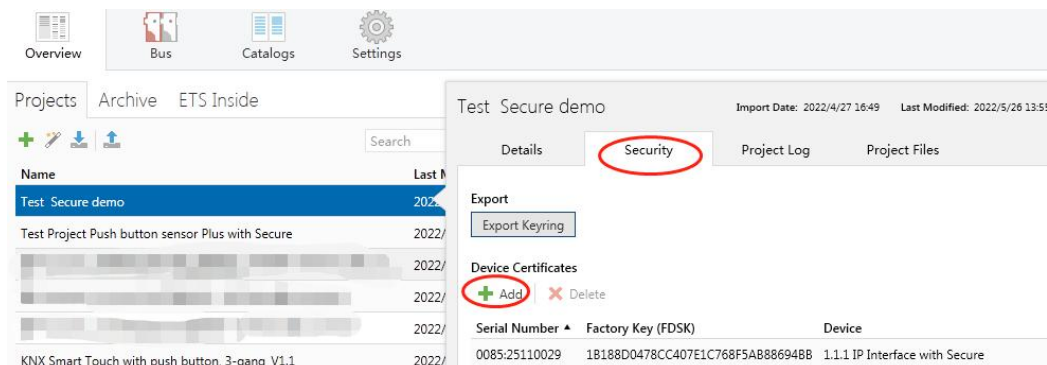 Overview Bus Catalogs Settings
Projects Archive ETS Inside
Search
Name Last
Test Secure demo 202
Test Project Push button sensor Plus with Secure 2022/
2022/
2022/
2022/
KNX Smart Touch with push button, 3-gang V1.1 2022/
Test Secure demo Import Date: 2022/4/27 16:49 Last Modified: 2022/5/26 13:55
Details Security Project Log Project Files
Export
Export Keyring
Device Certificates
Add Delete
Serial Number Factory Key (FDSK) Device
0085:25110029 1B188D0478CC407E1C768F5AB88694BB 1.1.1 IP Interface with Secure